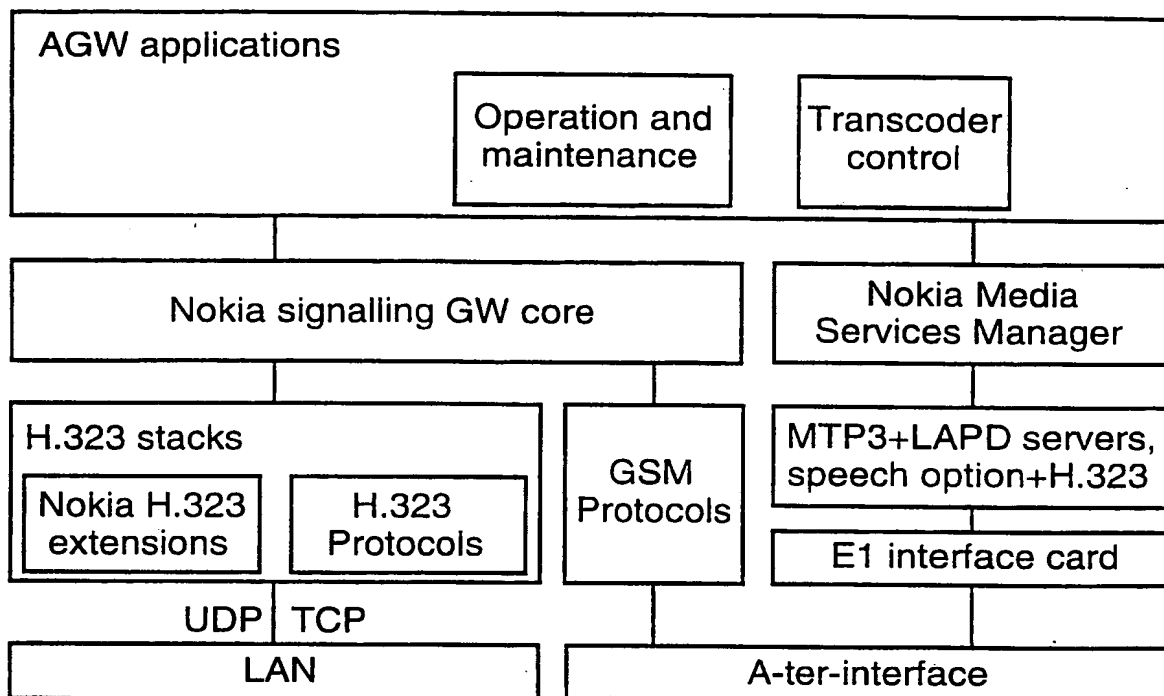 AGW applications
Operation and
maintenance
Transcoder
control
Nokia signalling GW core
Nokia Media
Services Manager
H.323 stacks
Nokia H.323
extensions
H.323
Protocols
GSM
Protocols
MTP3+LAPD servers,
speech option+H.323
E1 interface card
UDP TCP
LAN
A-ter-interface